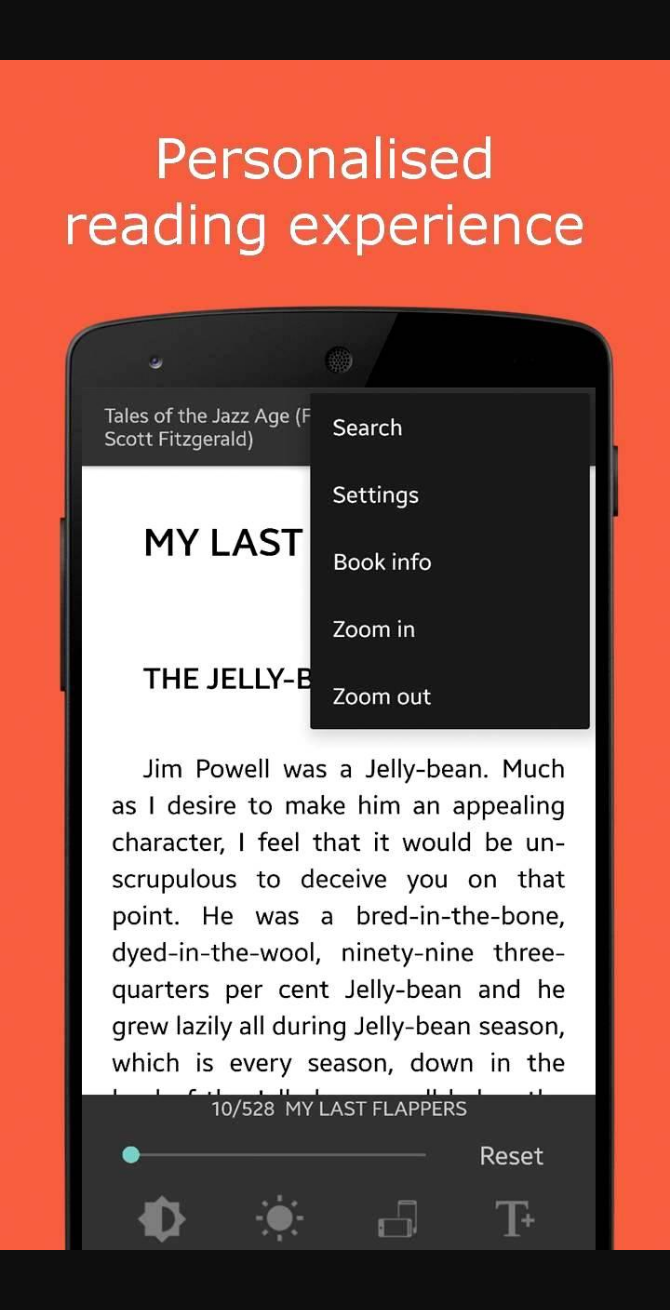 Personalised
reading experience
Tales of the Jazz Age (F
Scott Fitzgerald)
Search
Settings
Book info
Zoom in
Zoom out
MY LAST
THE JELLY-B
Jim Powell was a Jelly-bean. Much
as I desire to make him an appealing
character, I feel that it would be un-
scrupulous to deceive you on that
point. He was a bred-in-the-bone,
dyed-in-the-wool, ninety-nine three-
quarters per cent Jelly-bean and he
grew lazily all during Jelly-bean season,
which is every season, down in the
10/528 MY LAST FLAPPERS
Reset
T+